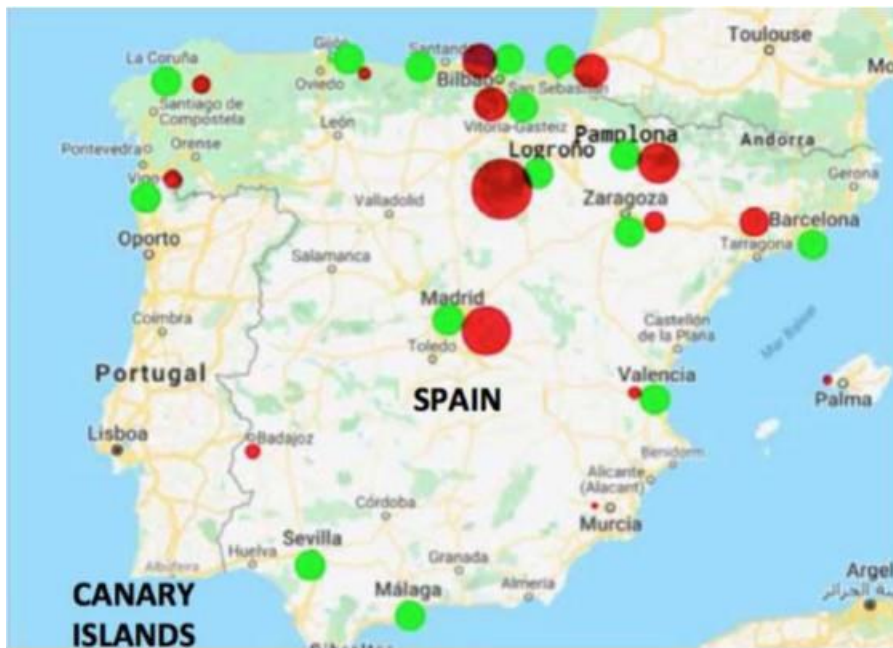 Toulouse
La Coruña
Gijón
Oviedo
Santander
Bilbao
San Sebastián
Santiago de
Compostela
Vitoria-Gasteiz
Pamplona
Andorra
León
Logroño
Pontevedra
Orense
Vigo
Gerona
Valladolid
Zaragoza
Barcelona
Oporto
Tarragona
Salamanca
Madrid
Coimbra
Castellón
de la Plana
Toledo
Portugal
Valencia
SPAIN
Palma
Lisboa
Badajoz
Benidorm
Alicante
(Alacant)
Córdoba
Murcia
Sevilla
Huelva
Granada
Albufeira
Málaga
Almería
CANARY
ISLANDS